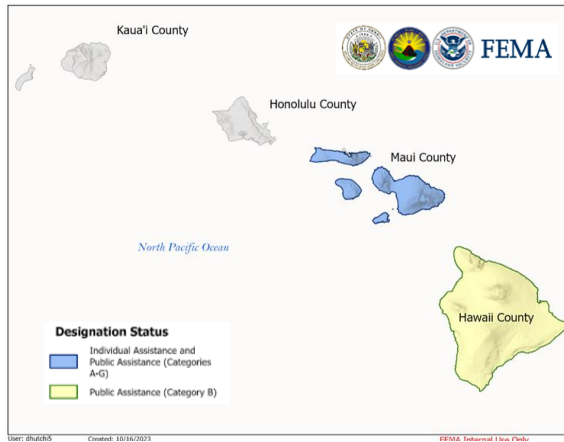 Kaua'i County
FEMA
Honolulu County
Maui County
North Pacific Ocean
Hawaii County
Designation Status
Individual Assistance and
Public Assistance (Categories
A-G)
Public Assistance (Category B)
User: dhutchi5 Created: 10/16/2023
FEMA Internal Use Only